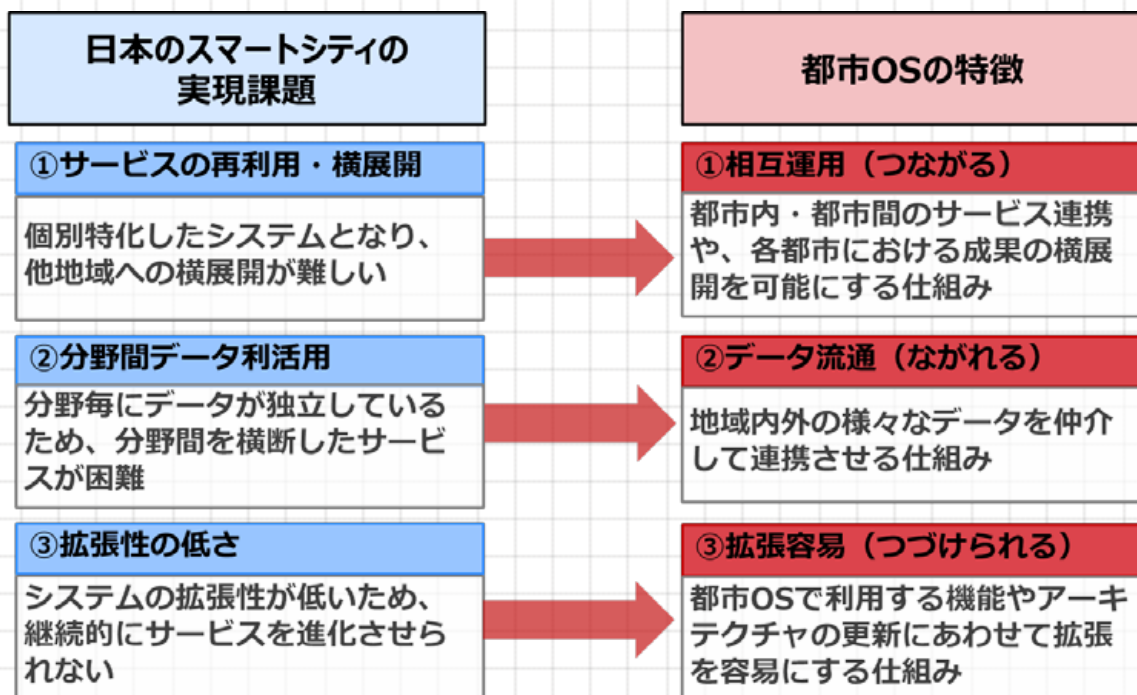 日本のスマートシティの
実現課題
①サービスの再利用・横展開
個別特化したシステムとなり、
他地域への横展開が難しい
②分野間データ利活用
分野毎にデータが独立している
ため、分野間を横断したサービ
スが困難
③拡張性の低さ
システムの拡張性が低いため、
継続的にサービスを進化させら
れない
都市OSの特徴
①相互運用（つながる）
都市内・都市間のサービス連携
や、各都市における成果の横展
開を可能にする仕組み
②データ流通（ながれる）
地域内外の様々なデータを仲介
して連携させる仕組み
③拡張容易（つづけられる）
都市OSで利用する機能やアーキ
テクチャの更新にあわせて拡張
を容易にする仕組み